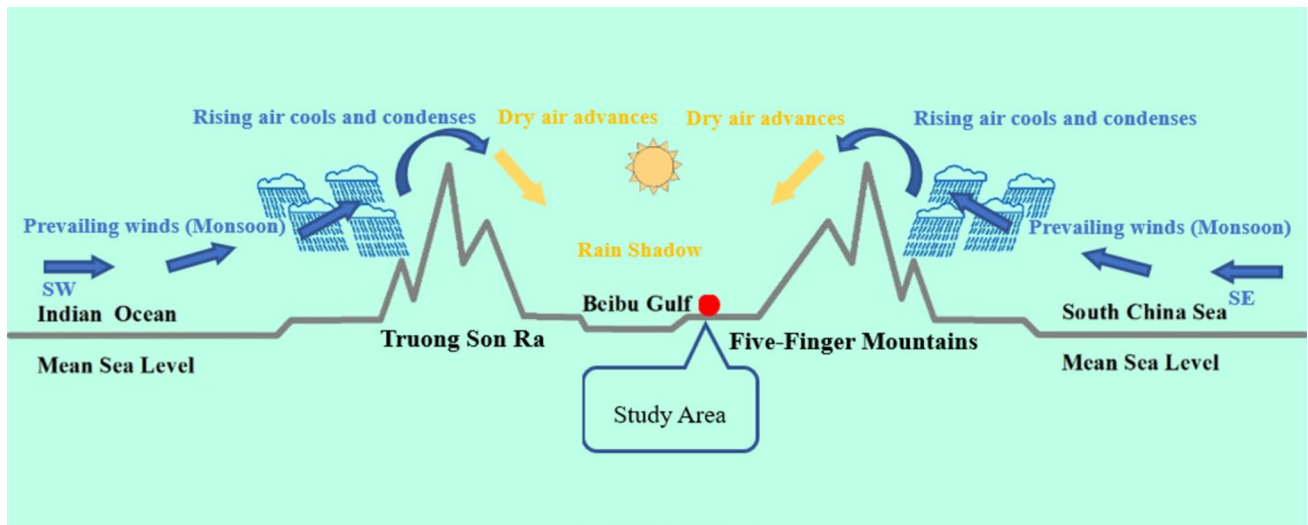 Rising air cools and condenses
Dry air advances
Dry air advances
Rising air cools and condenses
Prevailing winds (Monsoon)
Rain Shadow
Prevailing winds (Monsoon)
SW
SE
Indian Ocean
Beibu Gulf
South China Sea
Truong Son Ra
Five-Finger Mountains
Mean Sea Level
Mean Sea Level
Study Area